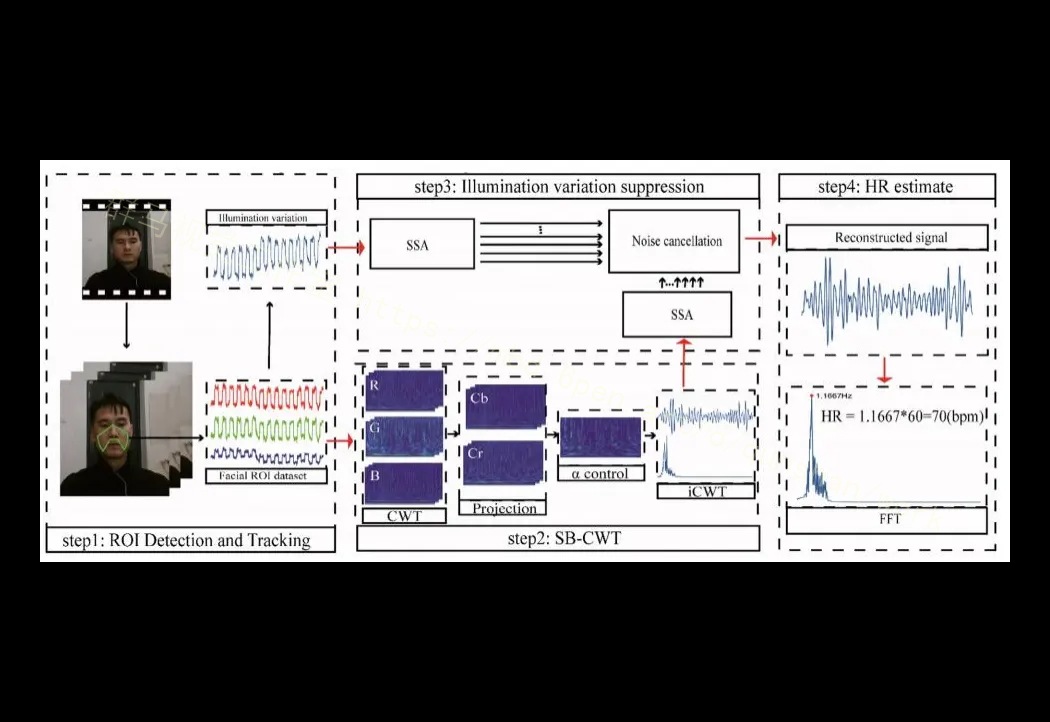 Illumination variation
Facial ROI dataset
step1: ROI Detection and Tracking
step3: Illumination variation suppression
SSA
Noise cancellation
SSA
R
G
B
CWT
Cb
Cr
Projection
α control
iCWT
step2: SB-CWT
step4: HR estimate
Reconstructed signal
1.1667Hz
HR = 1.1667*60=70(bpm)
FFT